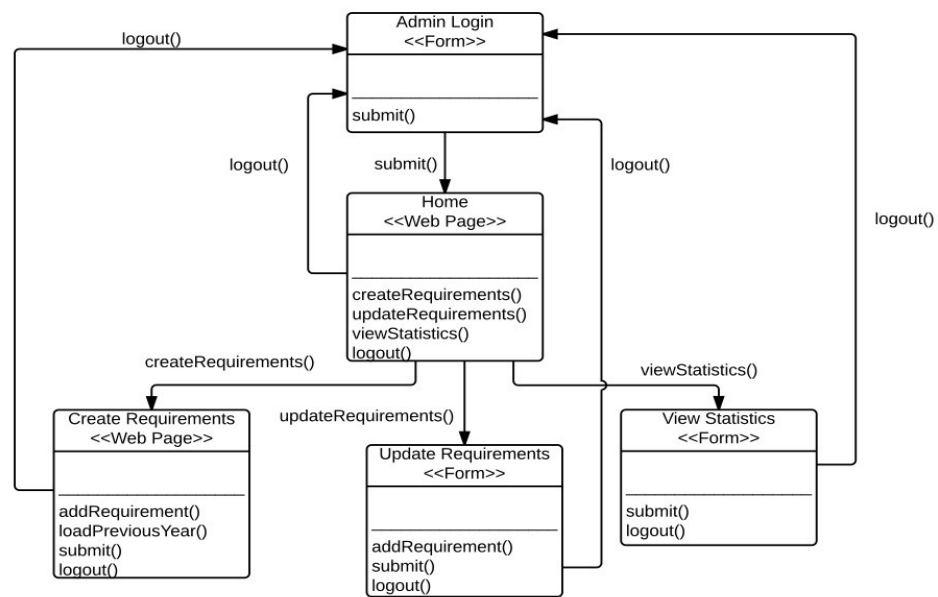 Admin Login
<<Form>>
submit()
logout()
logout()
submit()
logout()
logout()
Home
<<Web Page>>
createRequirements()
updateRequirements()
viewStatistics()
logout()
createRequirements()
updateRequirements()
viewStatistics()
Create Requirements
<<Web Page>>
addRequirement()
loadPreviousYear()
submit()
logout()
Update Requirements
<<Form>>
addRequirement()
submit()
logout()
View Statistics
<<Form>>
submit()
logout()